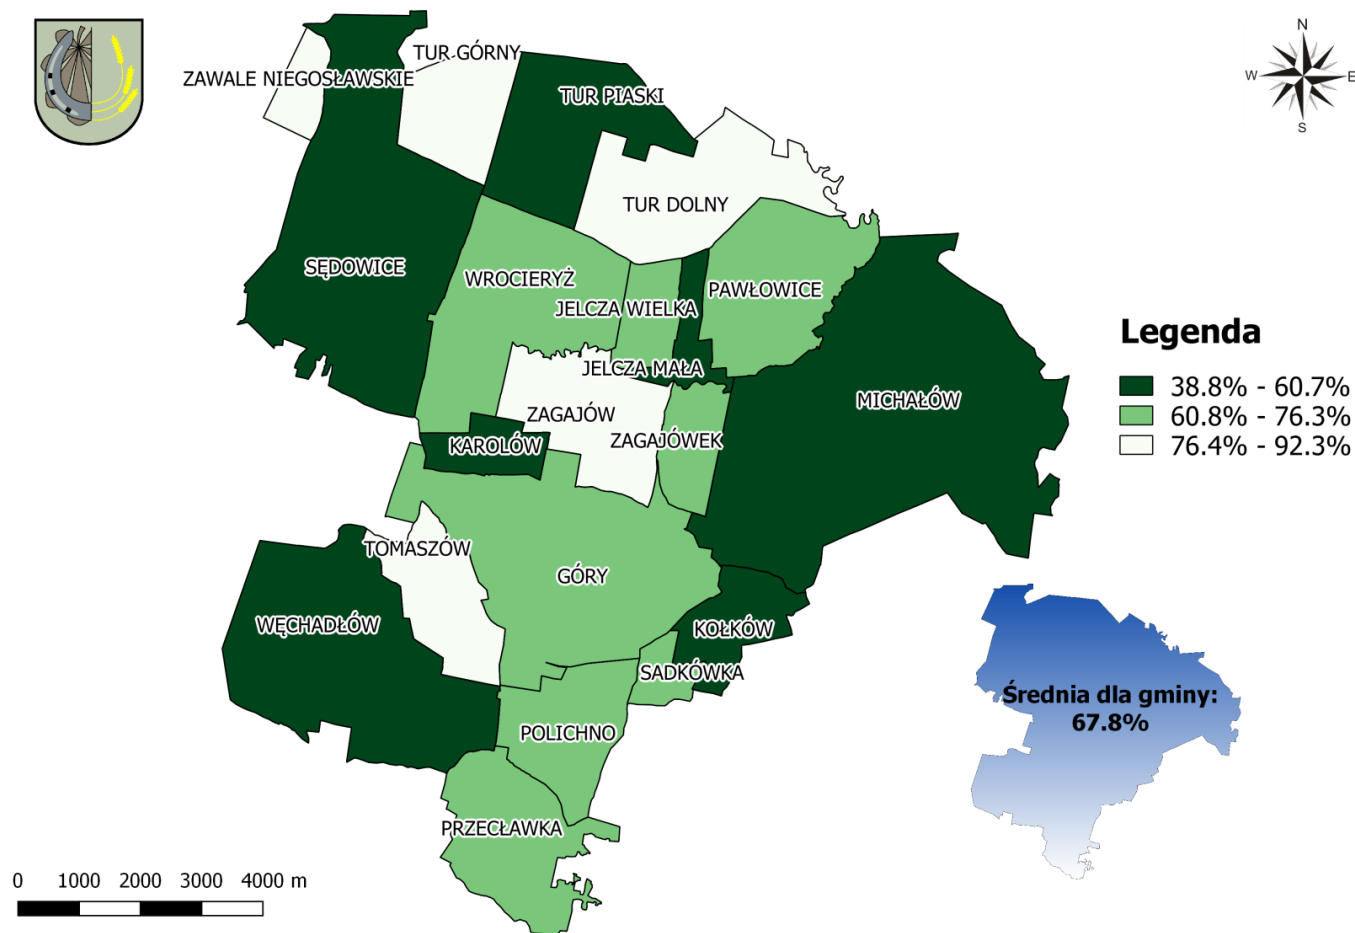 N
W E
S
ZAWALE NIEGOSŁAWSKIE
TUR GÓRNY
TUR PIASKI
TUR DOLNY
SĘDOWICE
WROCIERYŻ
JELCZA WIELKA
PAWŁOWICE
JELCZA MAŁA
MICHAŁÓW
ZAGAJÓW
ZAGAJÓWEK
KAROLÓW
TOMASZÓW
GÓRY
WĘCHADŁÓW
KOŁKÓW
SADKÓWKA
POLICHNO
PRZECŁAWKA
Legenda
38.8% - 60.7%
60.8% - 76.3%
76.4% - 92.3%
Średnia dla gminy:
67.8%
0 1000 2000 3000 4000 m